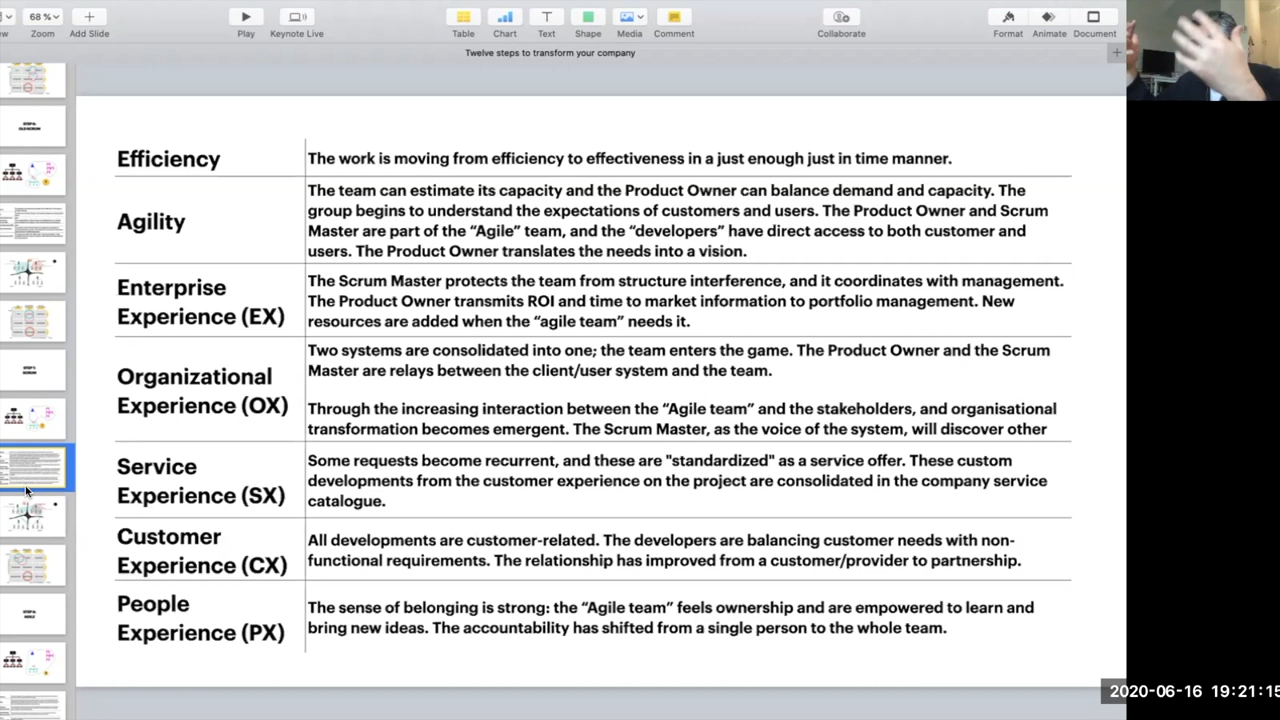 68 %
Zoom
Add Slide
Play
Keynote Live
Table
Chart
Text
Shape
Media
Comment
Collaborate
Format
Animate
Document
Twelve steps to transform your company
Efficiency
The work is moving from efficiency to effectiveness in a just enough just in time manner.
Agility
The team can estimate its capacity and the Product Owner can balance demand and capacity. The
group begins to understand the expectations of customers and users. The Product Owner and Scrum
Master are part of the “Agile” team, and the “developers” have direct access to both customer and
users. The Product Owner translates the needs into a vision.
Enterprise
Experience (EX)
The Scrum Master protects the team from structure interference, and it coordinates with management.
The Product Owner transmits ROI and time to market information to portfolio management. New
resources are added when the “agile team” needs it.
Organizational
Experience (OX)
Two systems are consolidated into one; the team enters the game. The Product Owner and the Scrum
Master are relays between the client/user system and the team.
Through the increasing interaction between the “Agile team” and the stakeholders, and organisational
transformation becomes emergent. The Scrum Master, as the voice of the system, will discover other
Service
Experience (SX)
Some requests become recurrent, and these are "standardized" as a service offer. These custom
developments from the customer experience on the project are consolidated in the company service
catalogue.
Customer
Experience (CX)
All developments are customer-related. The developers are balancing customer needs with non-
functional requirements. The relationship has improved from a customer/provider to partnership.
People
Experience (PX)
The sense of belonging is strong: the “Agile team” feels ownership and are empowered to learn and
bring new ideas. The accountability has shifted from a single person to the whole team.
2020-06-16 19:21:15